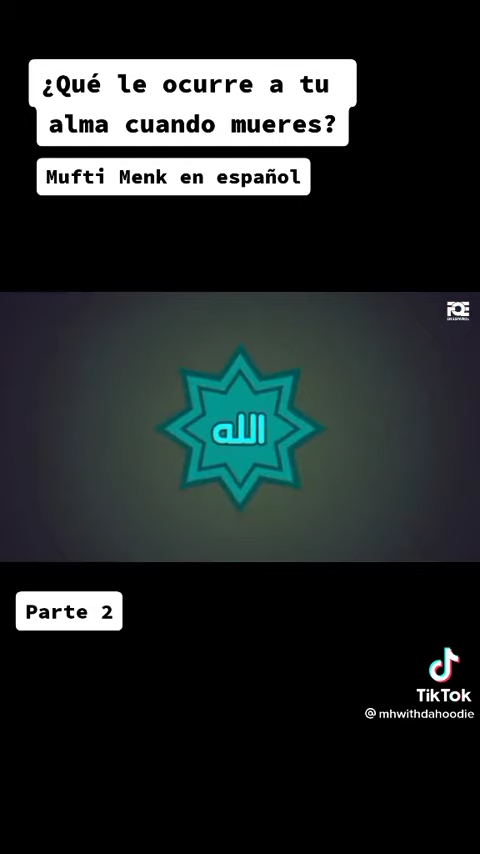 ¿Qué le ocurre a tu
alma cuando mueres?
Mufti Menk en español
الله
Parte 2
TikTok
@mhwithdahoodie